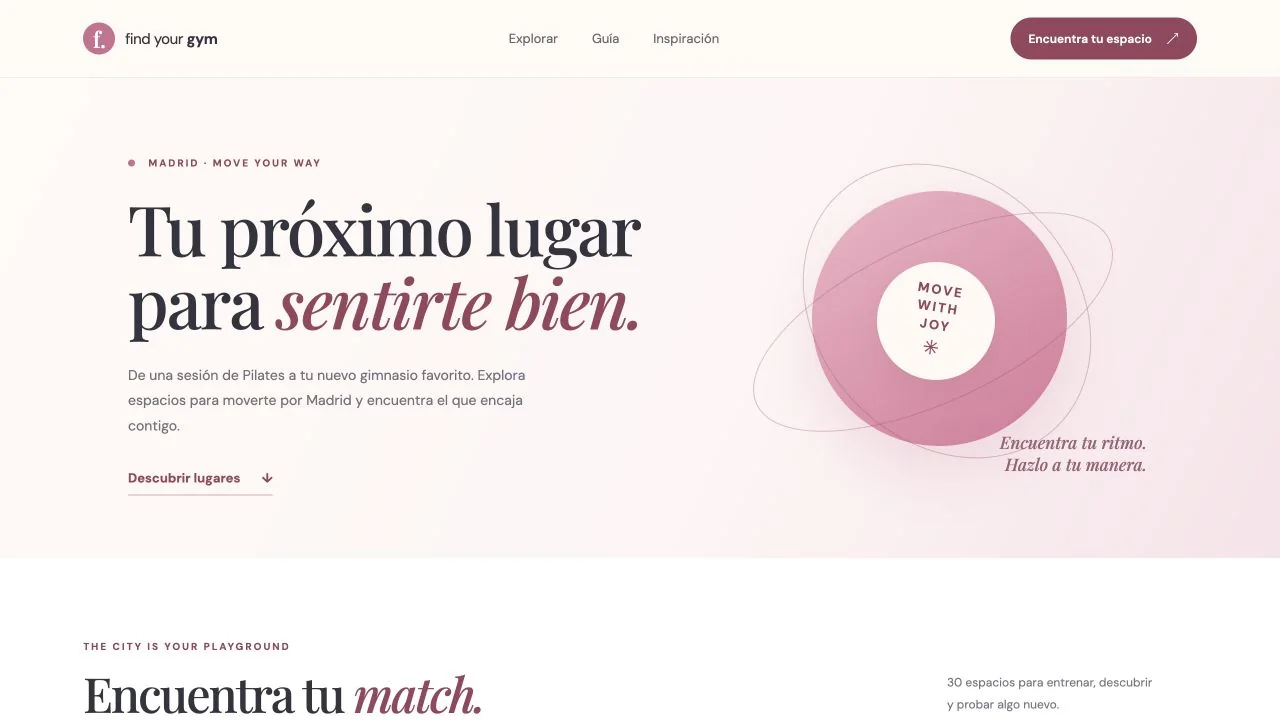 f. find your gym
Explorar
Guía
Inspiración
Encuentra tu espacio
MADRID · MOVE YOUR WAY
Tu próximo lugar
para sentirte bien.
De una sesión de Pilates a tu nuevo gimnasio favorito. Explora
espacios para moverte por Madrid y encuentra el que encaja
contigo.
Descubrir lugares
MOVE
WITH
JOY
Encuentra tu ritmo.
Hazlo a tu manera.
THE CITY IS YOUR PLAYGROUND
Encuentra tu match.
30 espacios para entrenar, descubrir
y probar algo nuevo.